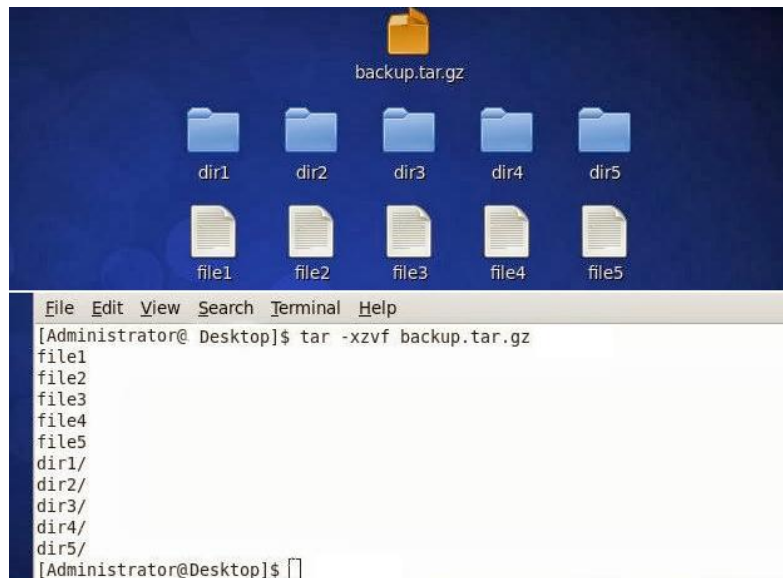 backup.tar.gz
dir1 dir2 dir3 dir4 dir5
file1 file2 file3 file4 file5
File Edit View Search Terminal Help
[Administrator@ Desktop]$ tar -xzvf backup.tar.gz
file1
file2
file3
file4
file5
dir1/
dir2/
dir3/
dir4/
dir5/
[Administrator@Desktop]$